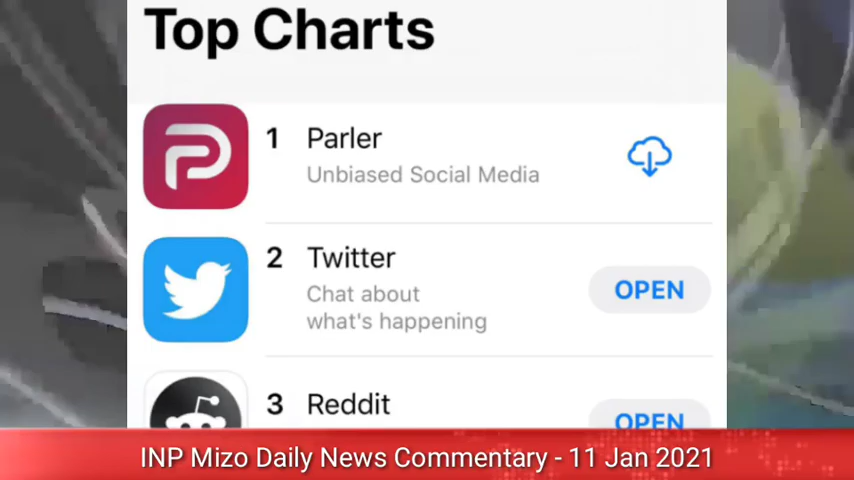 Top Charts
1 Parler
Unbiased Social Media
2 Twitter
Chat about
what's happening
OPEN
3 Reddit
OPEN
INP Mizo Daily News Commentary - 11 Jan 2021